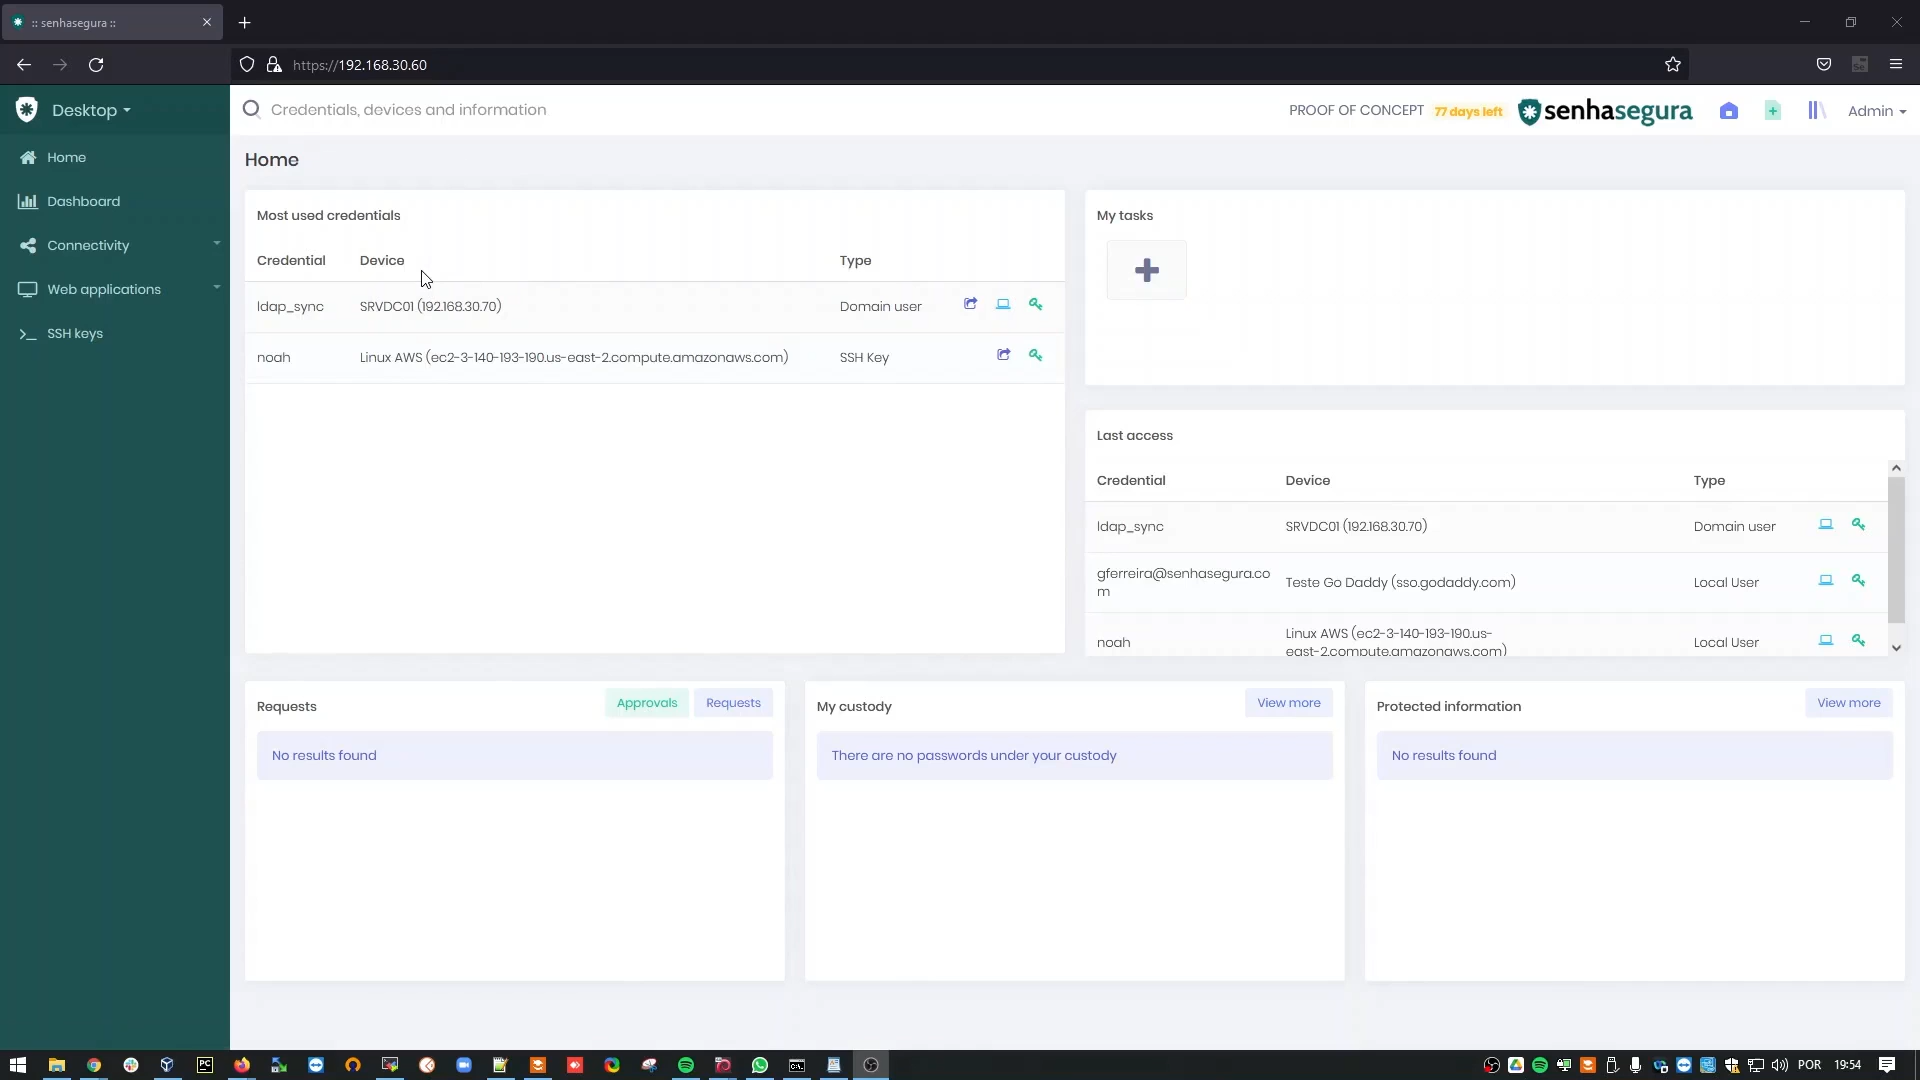 :: senhasegura ::
https://192.168.30.60
Desktop
Credentials, devices and information
PROOF OF CONCEPT 77 days left
senhasegura
Admin
Home
Dashboard
Connectivity
Web applications
SSH keys
Home
Most used credentials
Credential Device Type
ldap_sync SRVDC01 (192.168.30.70) Domain user
noah Linux AWS (ec2-3-140-193-190.us-east-2.compute.amazonaws.com) SSH Key
My tasks
Last access
Credential Device Type
ldap_sync SRVDC01 (192.168.30.70) Domain user
gferreira@senhasegura.co
m
Teste Go Daddy (sso.godaddy.com) Local User
noah
Linux AWS (ec2-3-140-193-190.us-
east-2.compute.amazonaws.com)
Local User
Requests Approvals Requests
No results found
My custody View more
There are no passwords under your custody
Protected information View more
No results found
PC
POR 19:54